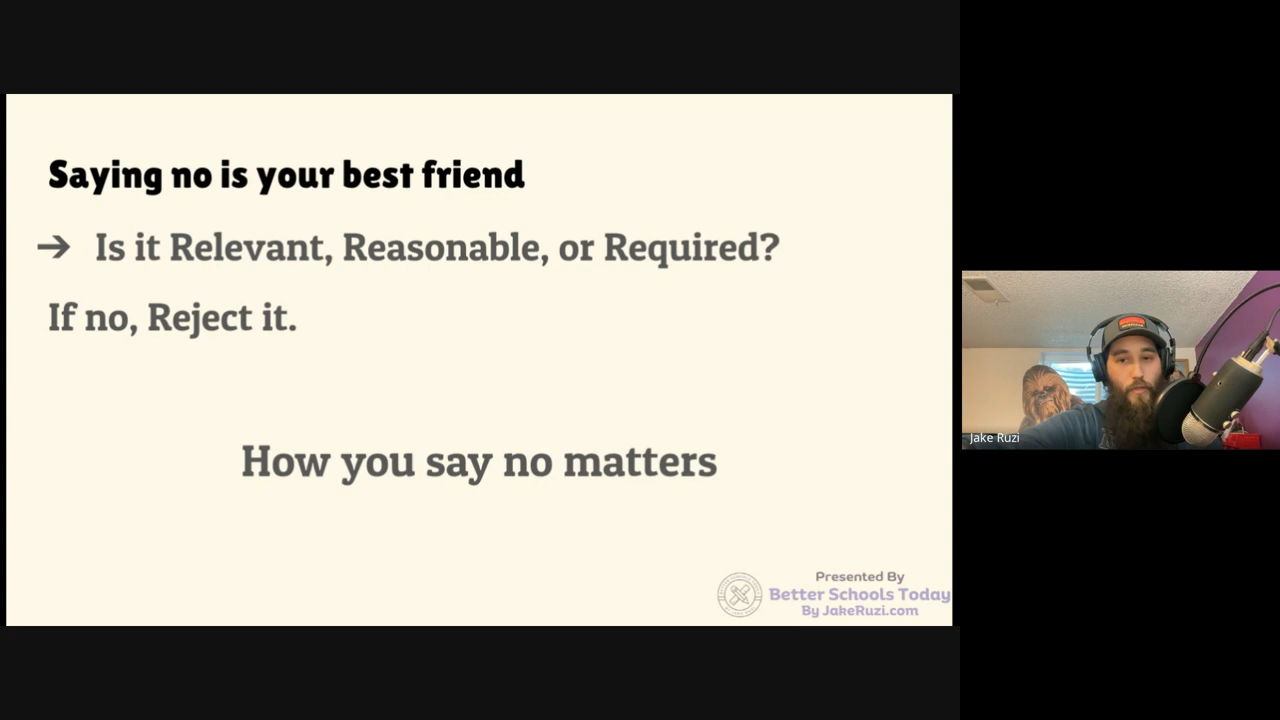 Saying no is your best friend
➔ Is it Relevant, Reasonable, or Required?
If no, Reject it.
How you say no matters
Presented By
Better Schools Today
By JakeRuzi.com
Jake Ruzi